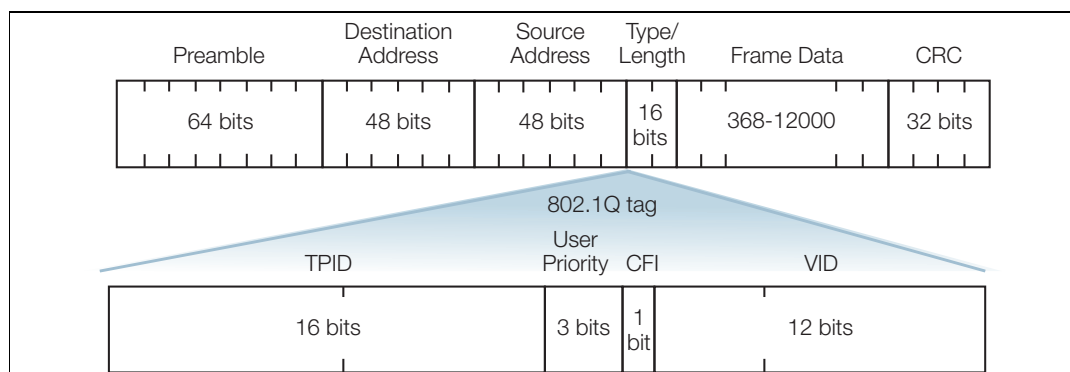 Preamble
Destination
Address
Source
Address
Type/
Length
Frame Data
CRC
64 bits
48 bits
48 bits
16
bits
368-12000
32 bits
802.1Q tag
TPID
User
Priority
CFI
VID
16 bits
3 bits
1
bit
12 bits